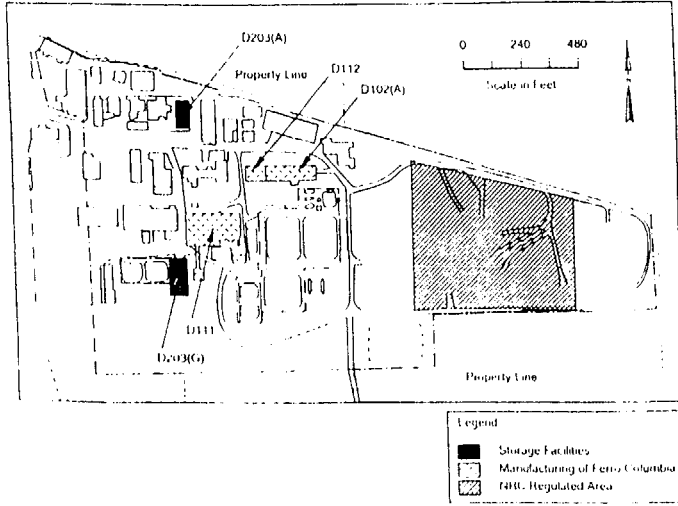 D203(A)
Property Line
D112
D102(A)
0 240 480
Scale in Feet
D111
D203(G)
Property Line
Legend
Storage Facilities
Manufacturing of Ferro Columbia
NRC Regulated Area